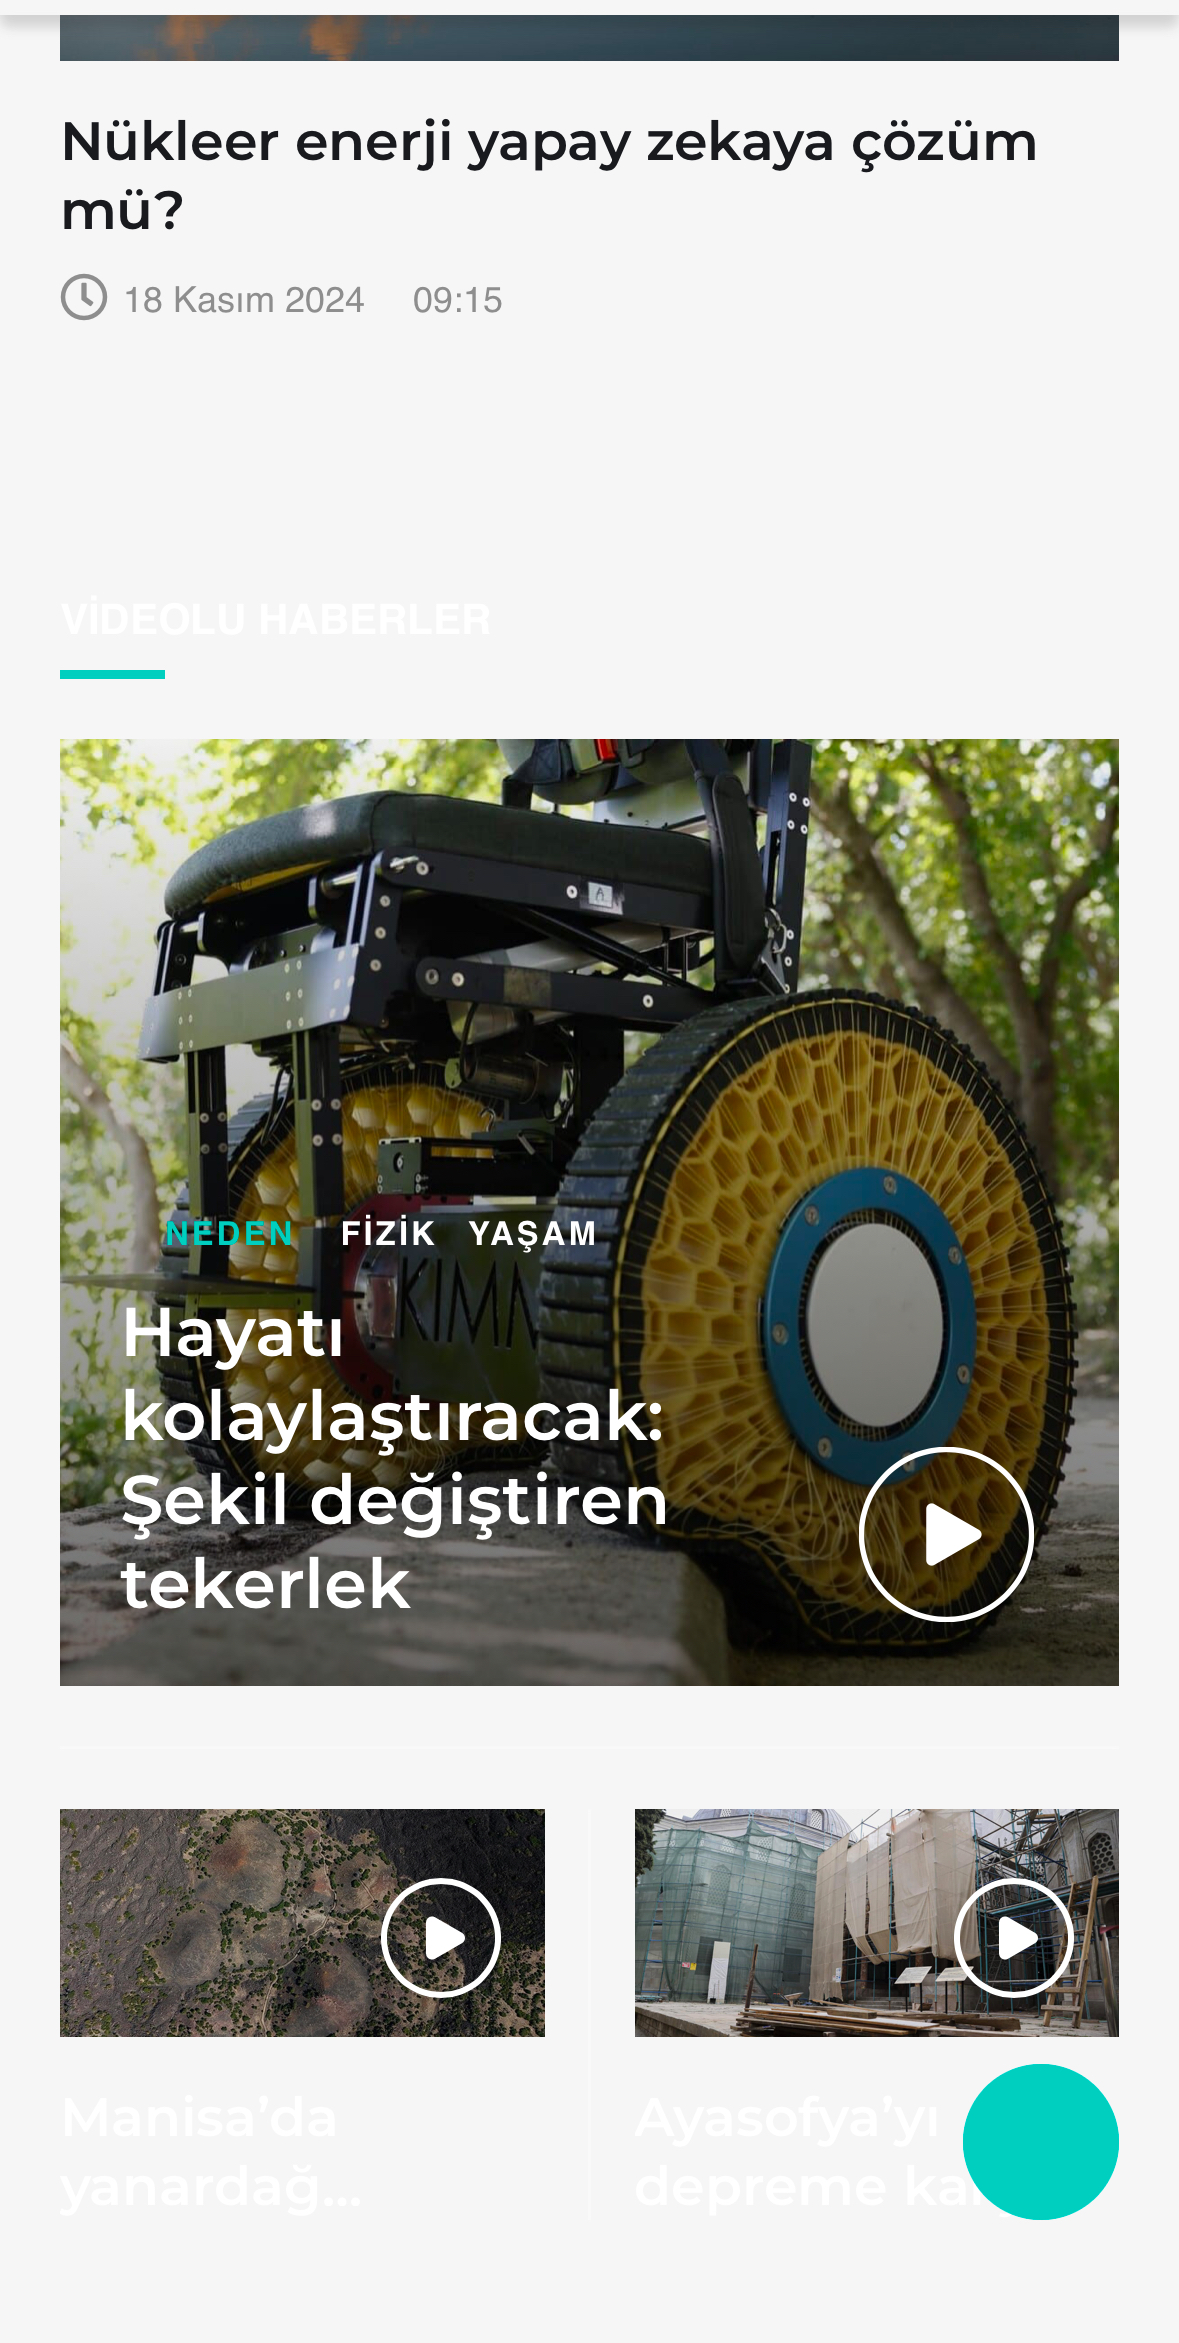 Nükleer enerji yapay zekaya çözüm
mü?
18 Kasım 2024 09:15
VİDEOLU HABERLER
A
KIMN
NEDEN FİZİK YAŞAM
Hayatı
kolaylaştıracak:
Şekil değiştiren
tekerlek
Manisa’da
yanardağ...
Ayasofya’yı
depreme